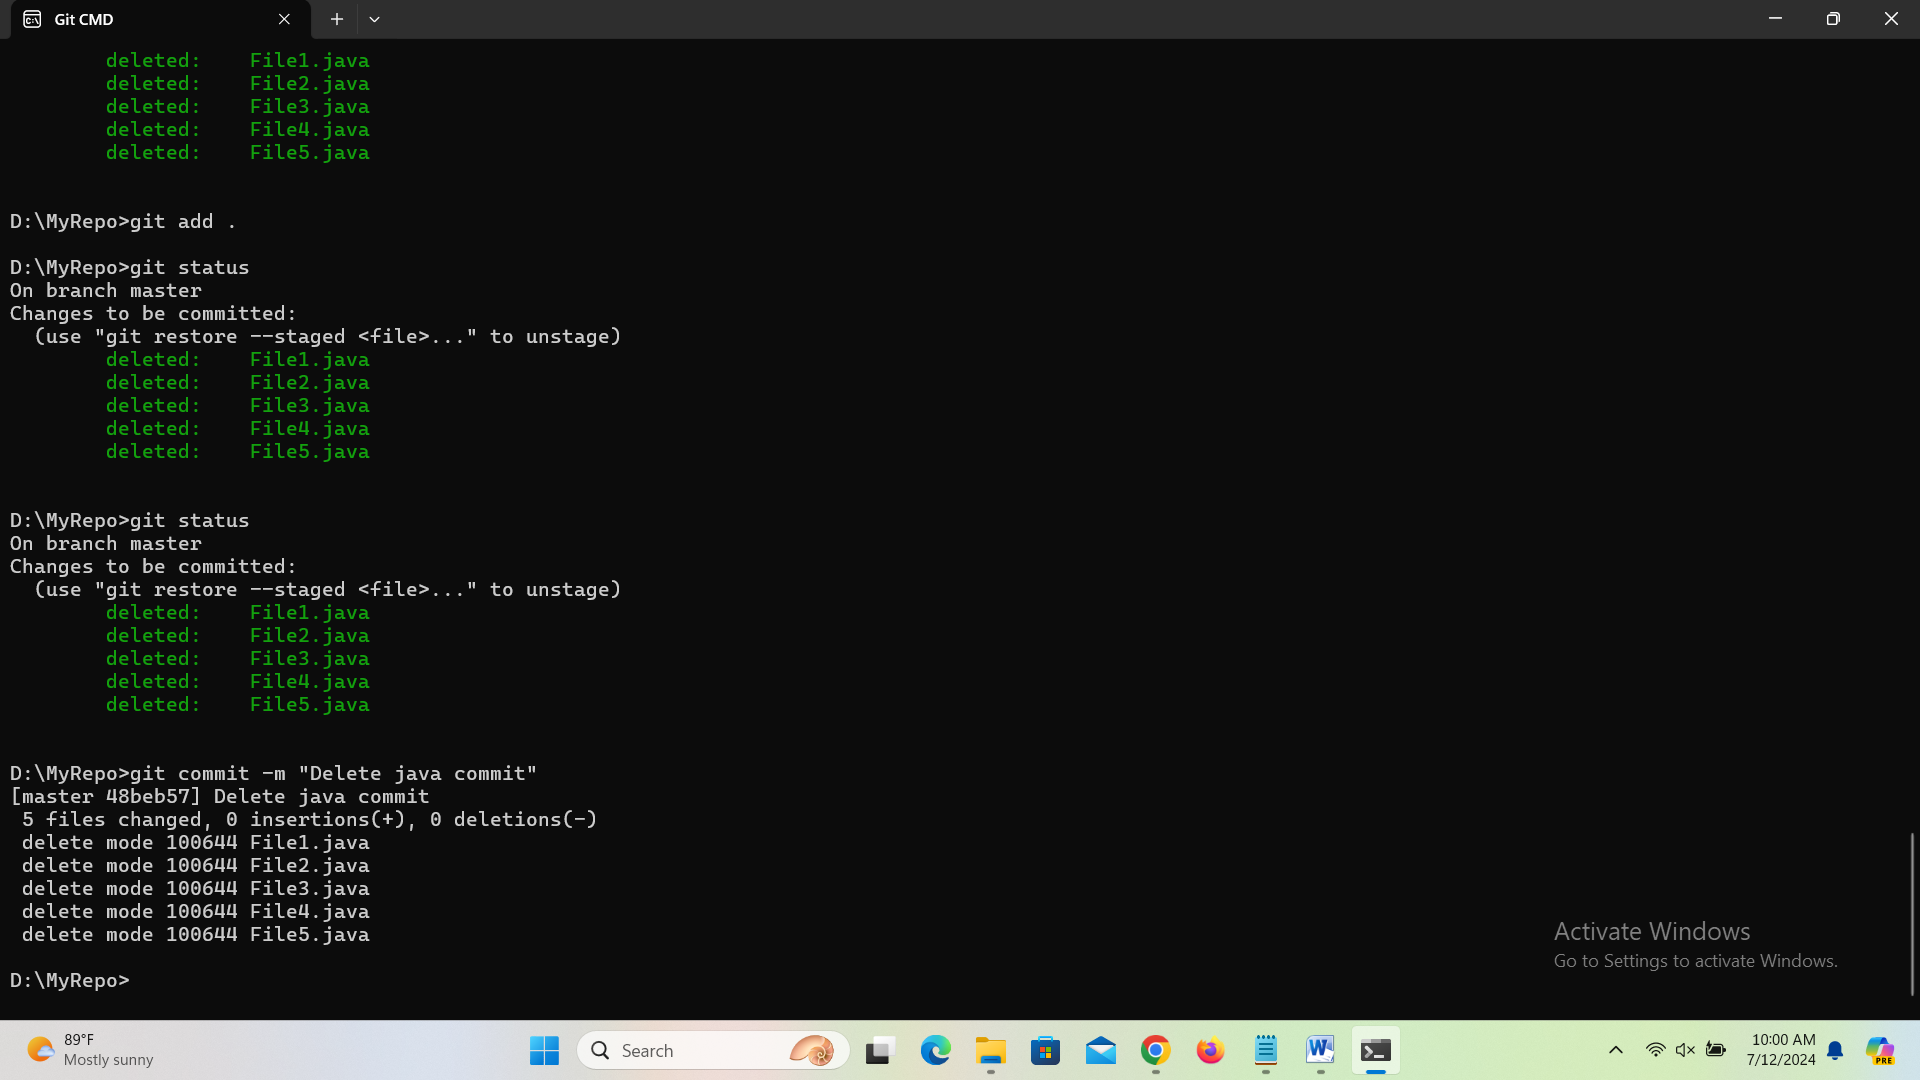 Git CMD
deleted:    File1.java
deleted:    File2.java
deleted:    File3.java
deleted:    File4.java
deleted:    File5.java
D:\MyRepo>git add .
D:\MyRepo>git status
On branch master
Changes to be committed:
(use "git restore --staged <file>..." to unstage)
deleted:    File1.java
deleted:    File2.java
deleted:    File3.java
deleted:    File4.java
deleted:    File5.java
D:\MyRepo>git status
On branch master
Changes to be committed:
(use "git restore --staged <file>..." to unstage)
deleted:    File1.java
deleted:    File2.java
deleted:    File3.java
deleted:    File4.java
deleted:    File5.java
D:\MyRepo>git commit -m "Delete java commit"
[master 48beb57] Delete java commit
5 files changed, 0 insertions(+), 0 deletions(-)
delete mode 100644 File1.java
delete mode 100644 File2.java
delete mode 100644 File3.java
delete mode 100644 File4.java
delete mode 100644 File5.java
D:\MyRepo>
Activate Windows
Go to Settings to activate Windows.
89°F
Mostly sunny
Search
10:00 AM
7/12/2024
PRE